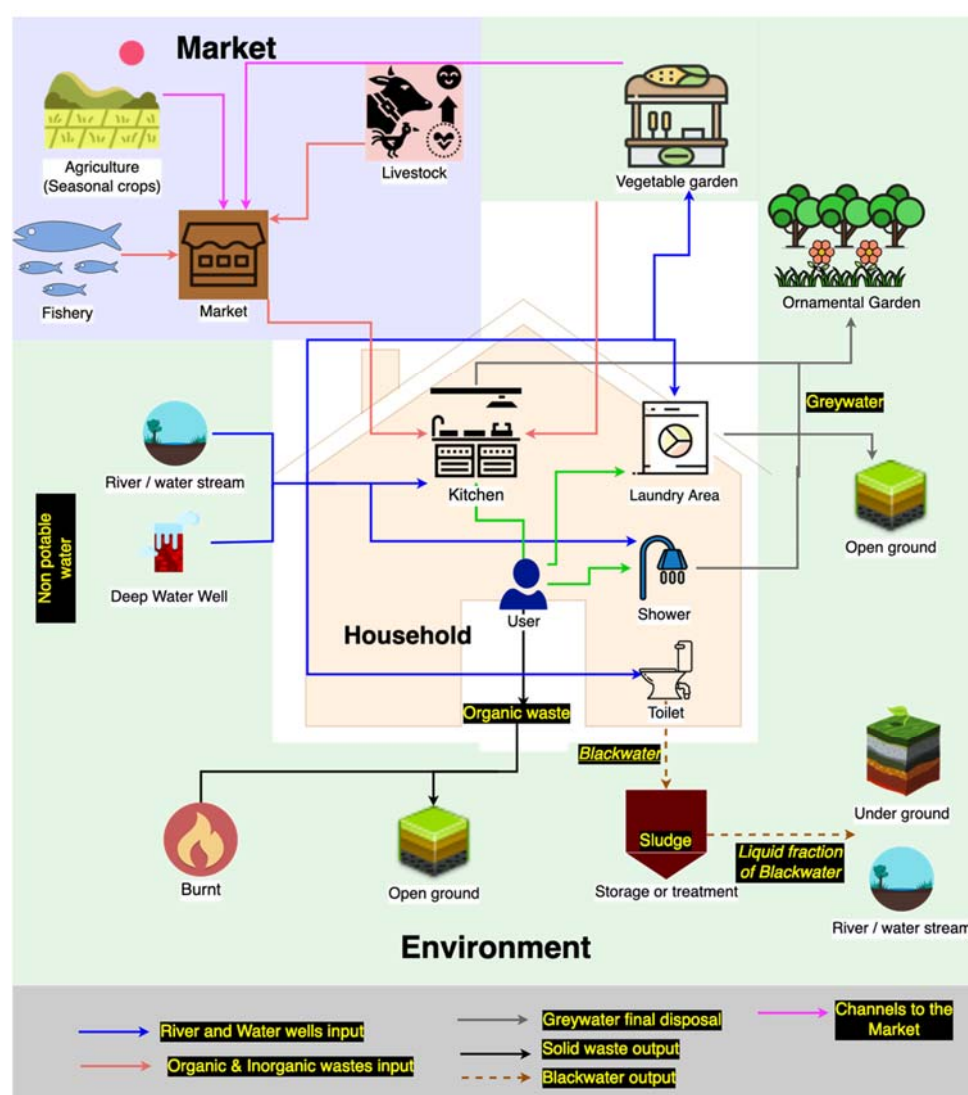 Market
Agriculture
(Seasonal crops)
Livestock
Vegetable garden
Fishery
Market
Ornamental Garden
Greywater
River / water stream
Kitchen
Laundry Area
Open ground
Non potable
water
Deep Water Well
User
Shower
Household
Toilet
Organic waste
Blackwater
Under ground
Burnt
Open ground
Sludge
Storage or treatment
Liquid fraction
of Blackwater
River / water stream
Environment
River and Water wells input
Greywater final disposal
Channels to the
Market
Organic & Inorganic wastes input
Solid waste output
Blackwater output